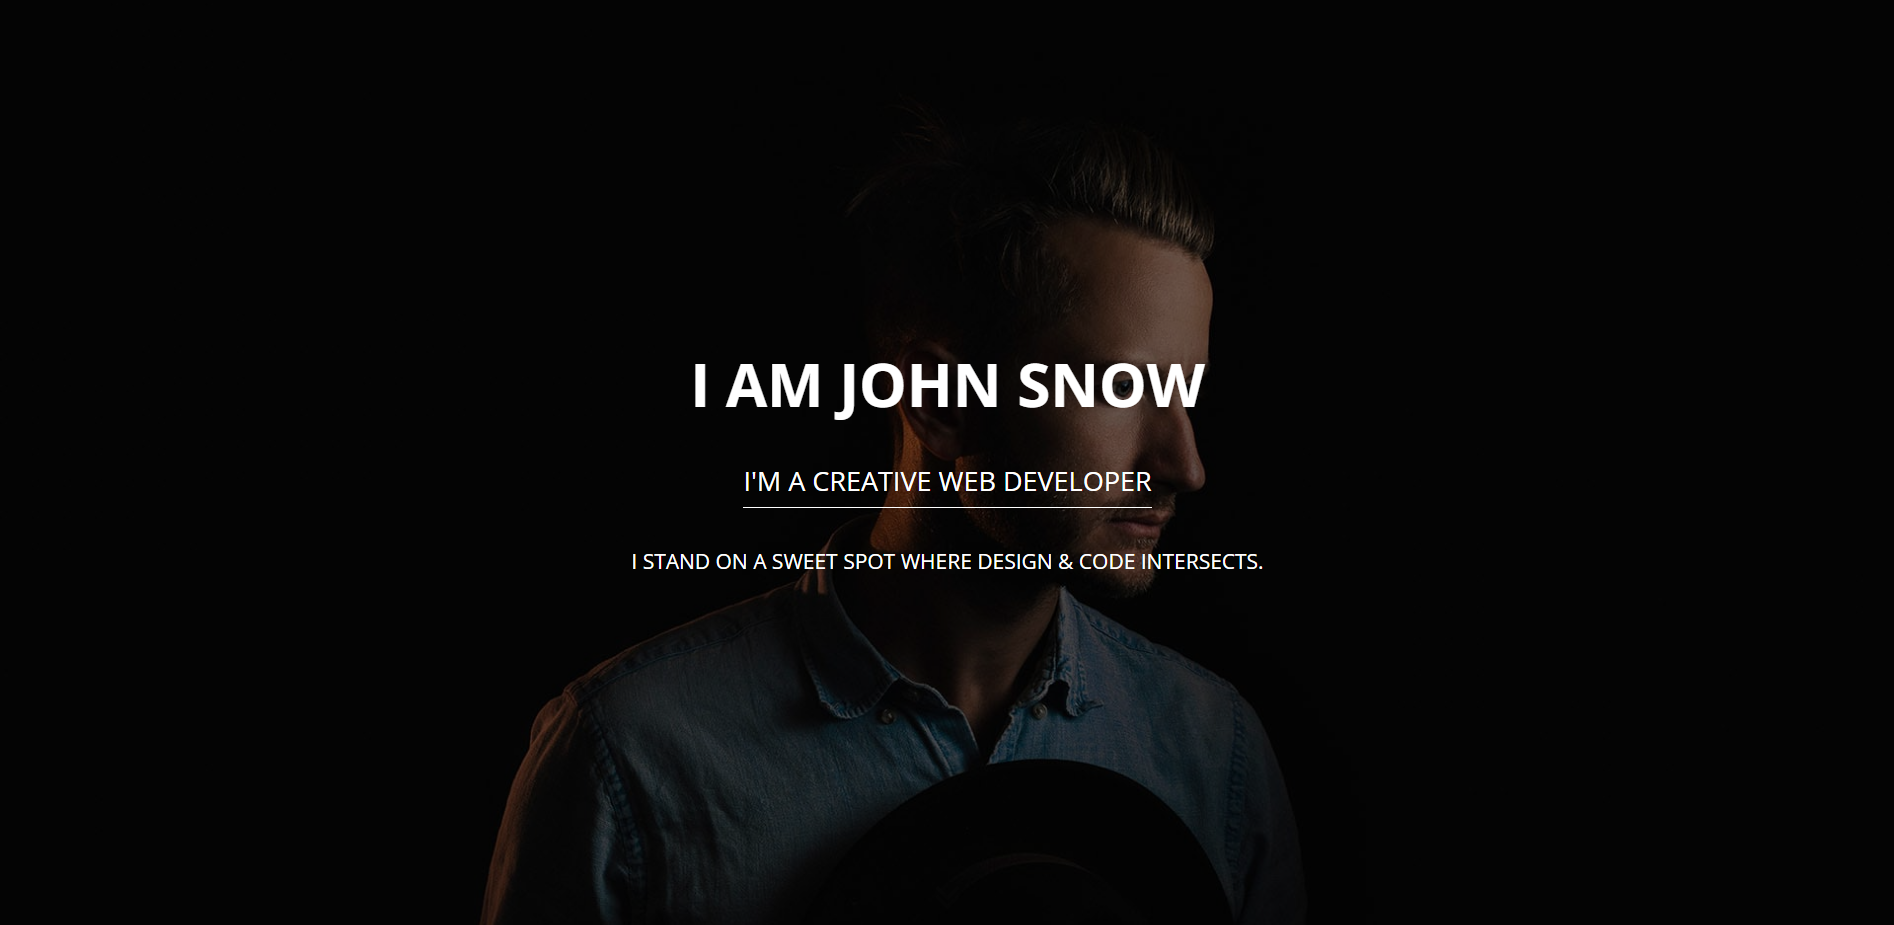 I AM JOHN SNOW
I'M A CREATIVE WEB DEVELOPER
I STAND ON A SWEET SPOT WHERE DESIGN & CODE INTERSECTS.